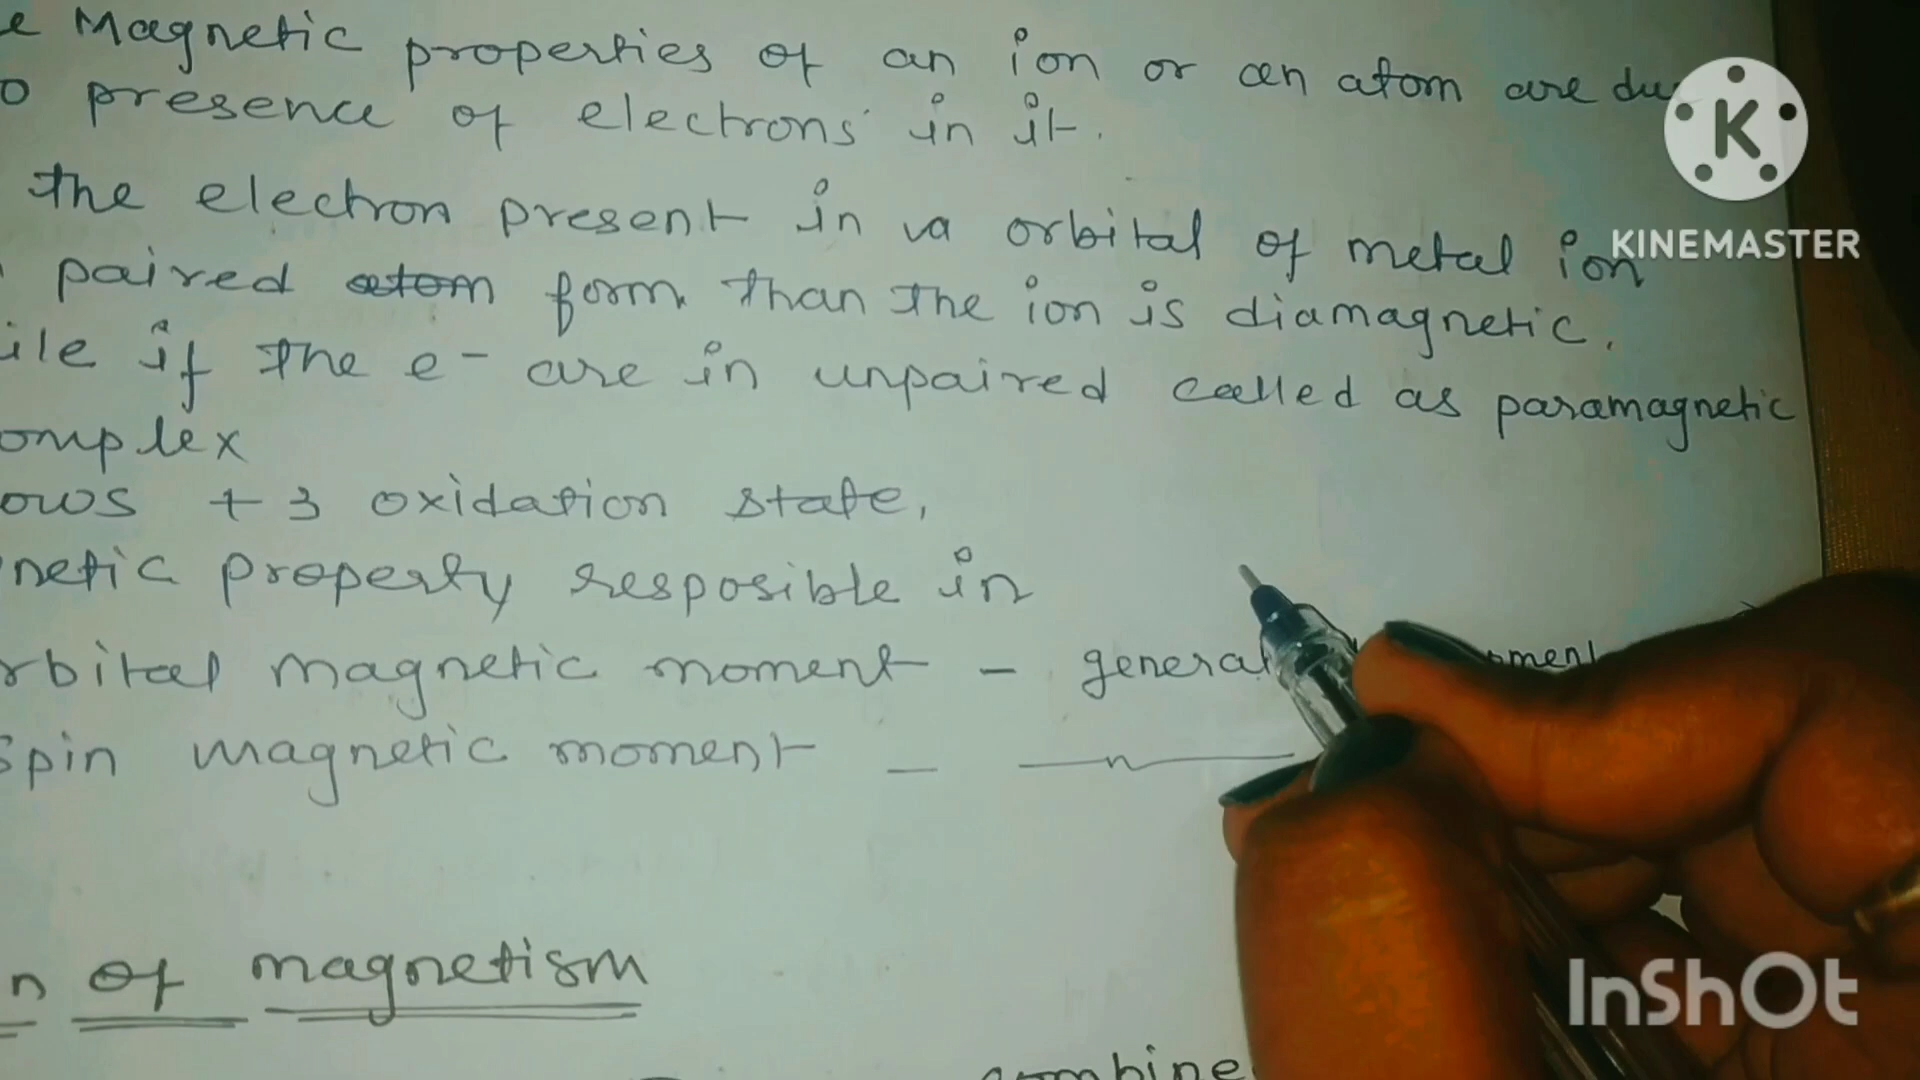 e Magnetic properties of an ion or an atom are du
o presence of electrons in it.
the electron present in a orbital of metal ion
paired atom form than the ion is diamagnetic.
ile if the e- are in unpaired called as paramagnetic
omplex
ows +3 oxidation state,
netic property resposible in
rbital magnetic moment - general oment
Spin magnetic moment - — " —
n of magnetism
combine
K
KINEMASTER
InShOt